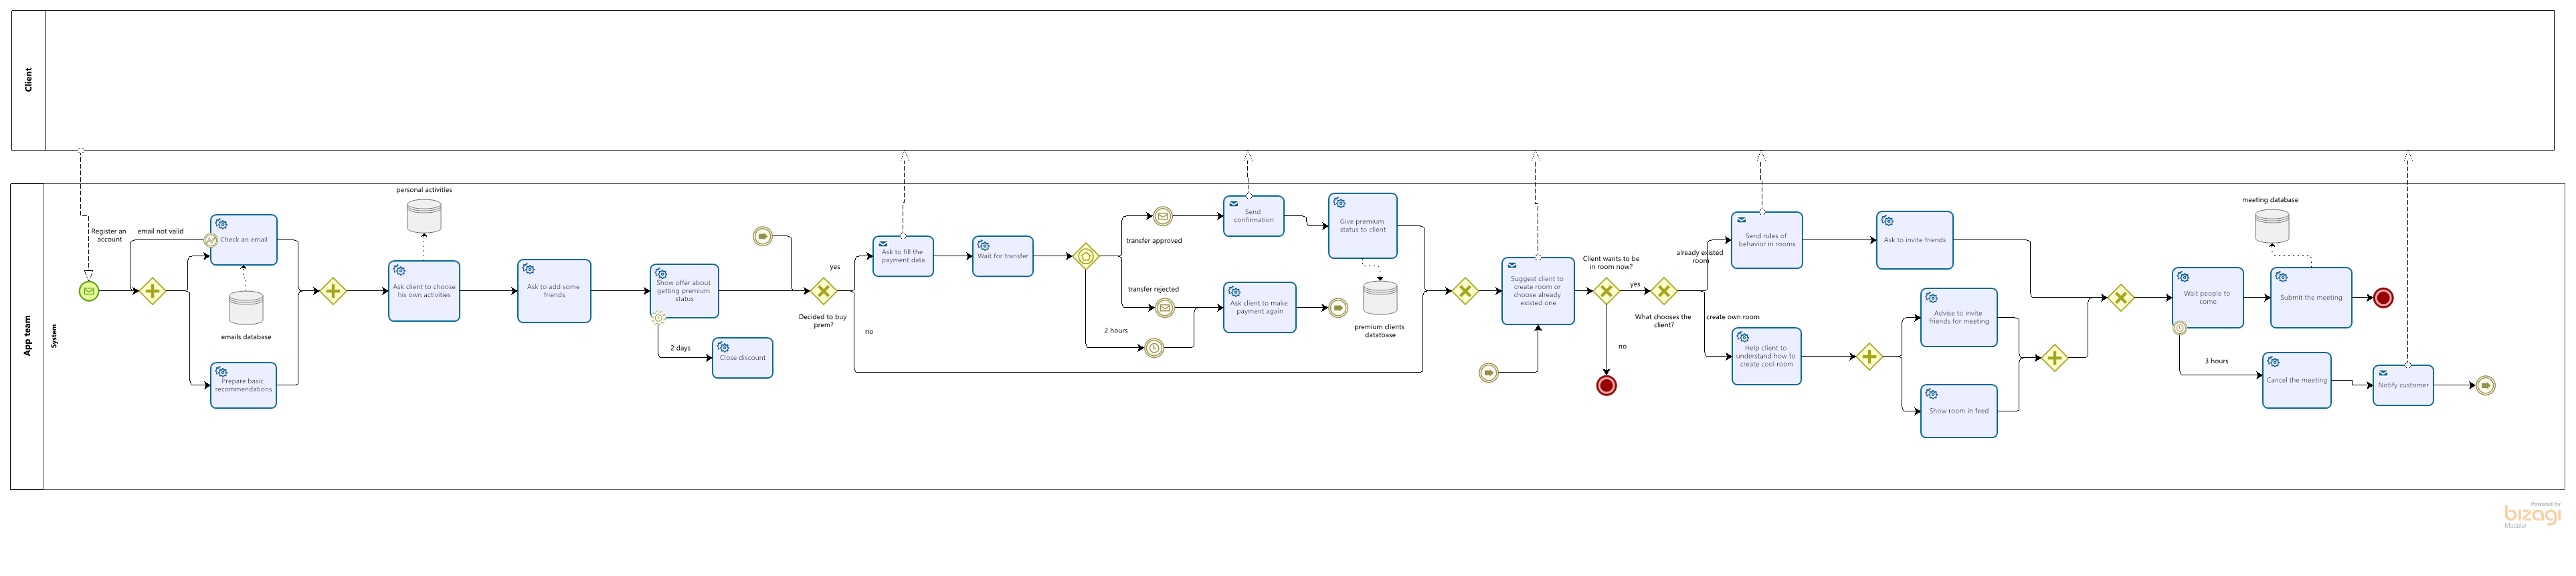 Client
App team
System
Register an
account
email not valid
Check an email
emails database
Prepare basic
recommendations
personal activities
Ask client to choose
his own activities
Ask to add some
friends
Show offer about
getting premium
status
2 days
Close discount
yes
Decided to buy
prem?
no
Ask to fill the
payment data
Wait for transfer
transfer approved
transfer rejected
2 hours
Send
confirmation
Give premium
status to client
Ask client to make
payment again
premium clients
datatbase
Suggest client to
create room or
choose already
existed one
Client wants to be
in room now?
yes
no
What chooses the
client?
already existed
room
create own room
Send rules of
behavior in rooms
Ask to invite friends
Help client to
understand how to
create cool room
Advise to invite
friends for meeting
Show room in feed
meeting database
Wait people to
come
Submit the meeting
3 hours
Cancel the meeting
Notify customer
Powered by
bizagi
Modeler